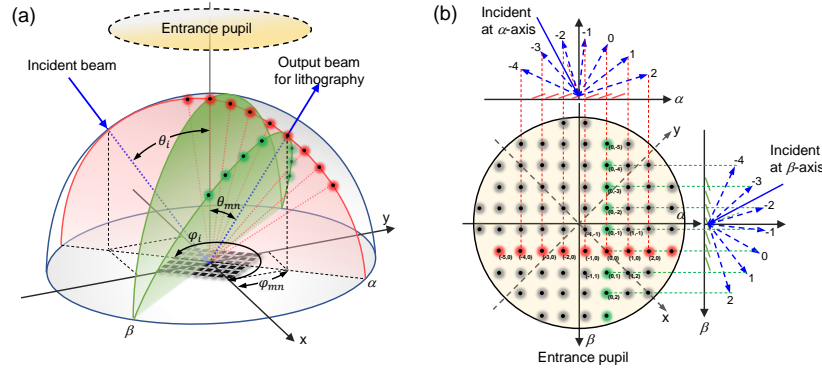 (a)
Entrance pupil
Incident beam
Output beam
for lithography
θi
θmn
φi
φmn
y
x
α
β
(b)
Incident
at α-axis
-4
-3
-2
-2
-1
0
1
2
α
y
(0,-5)
(0,-4)
(0,-3)
(0,-2)
α
(-1,-1)
(0,-1)
(1,-1)
(-5,0)
(-4,0)
(-3,0)
(-2,0)
(-1,0)
(0,0)
(1,0)
(2,0)
(-1,1)
(0,1)
(0,2)
x
β
Entrance pupil
Incident
at β-axis
-4
-3
-2
-1
0
1
2
β